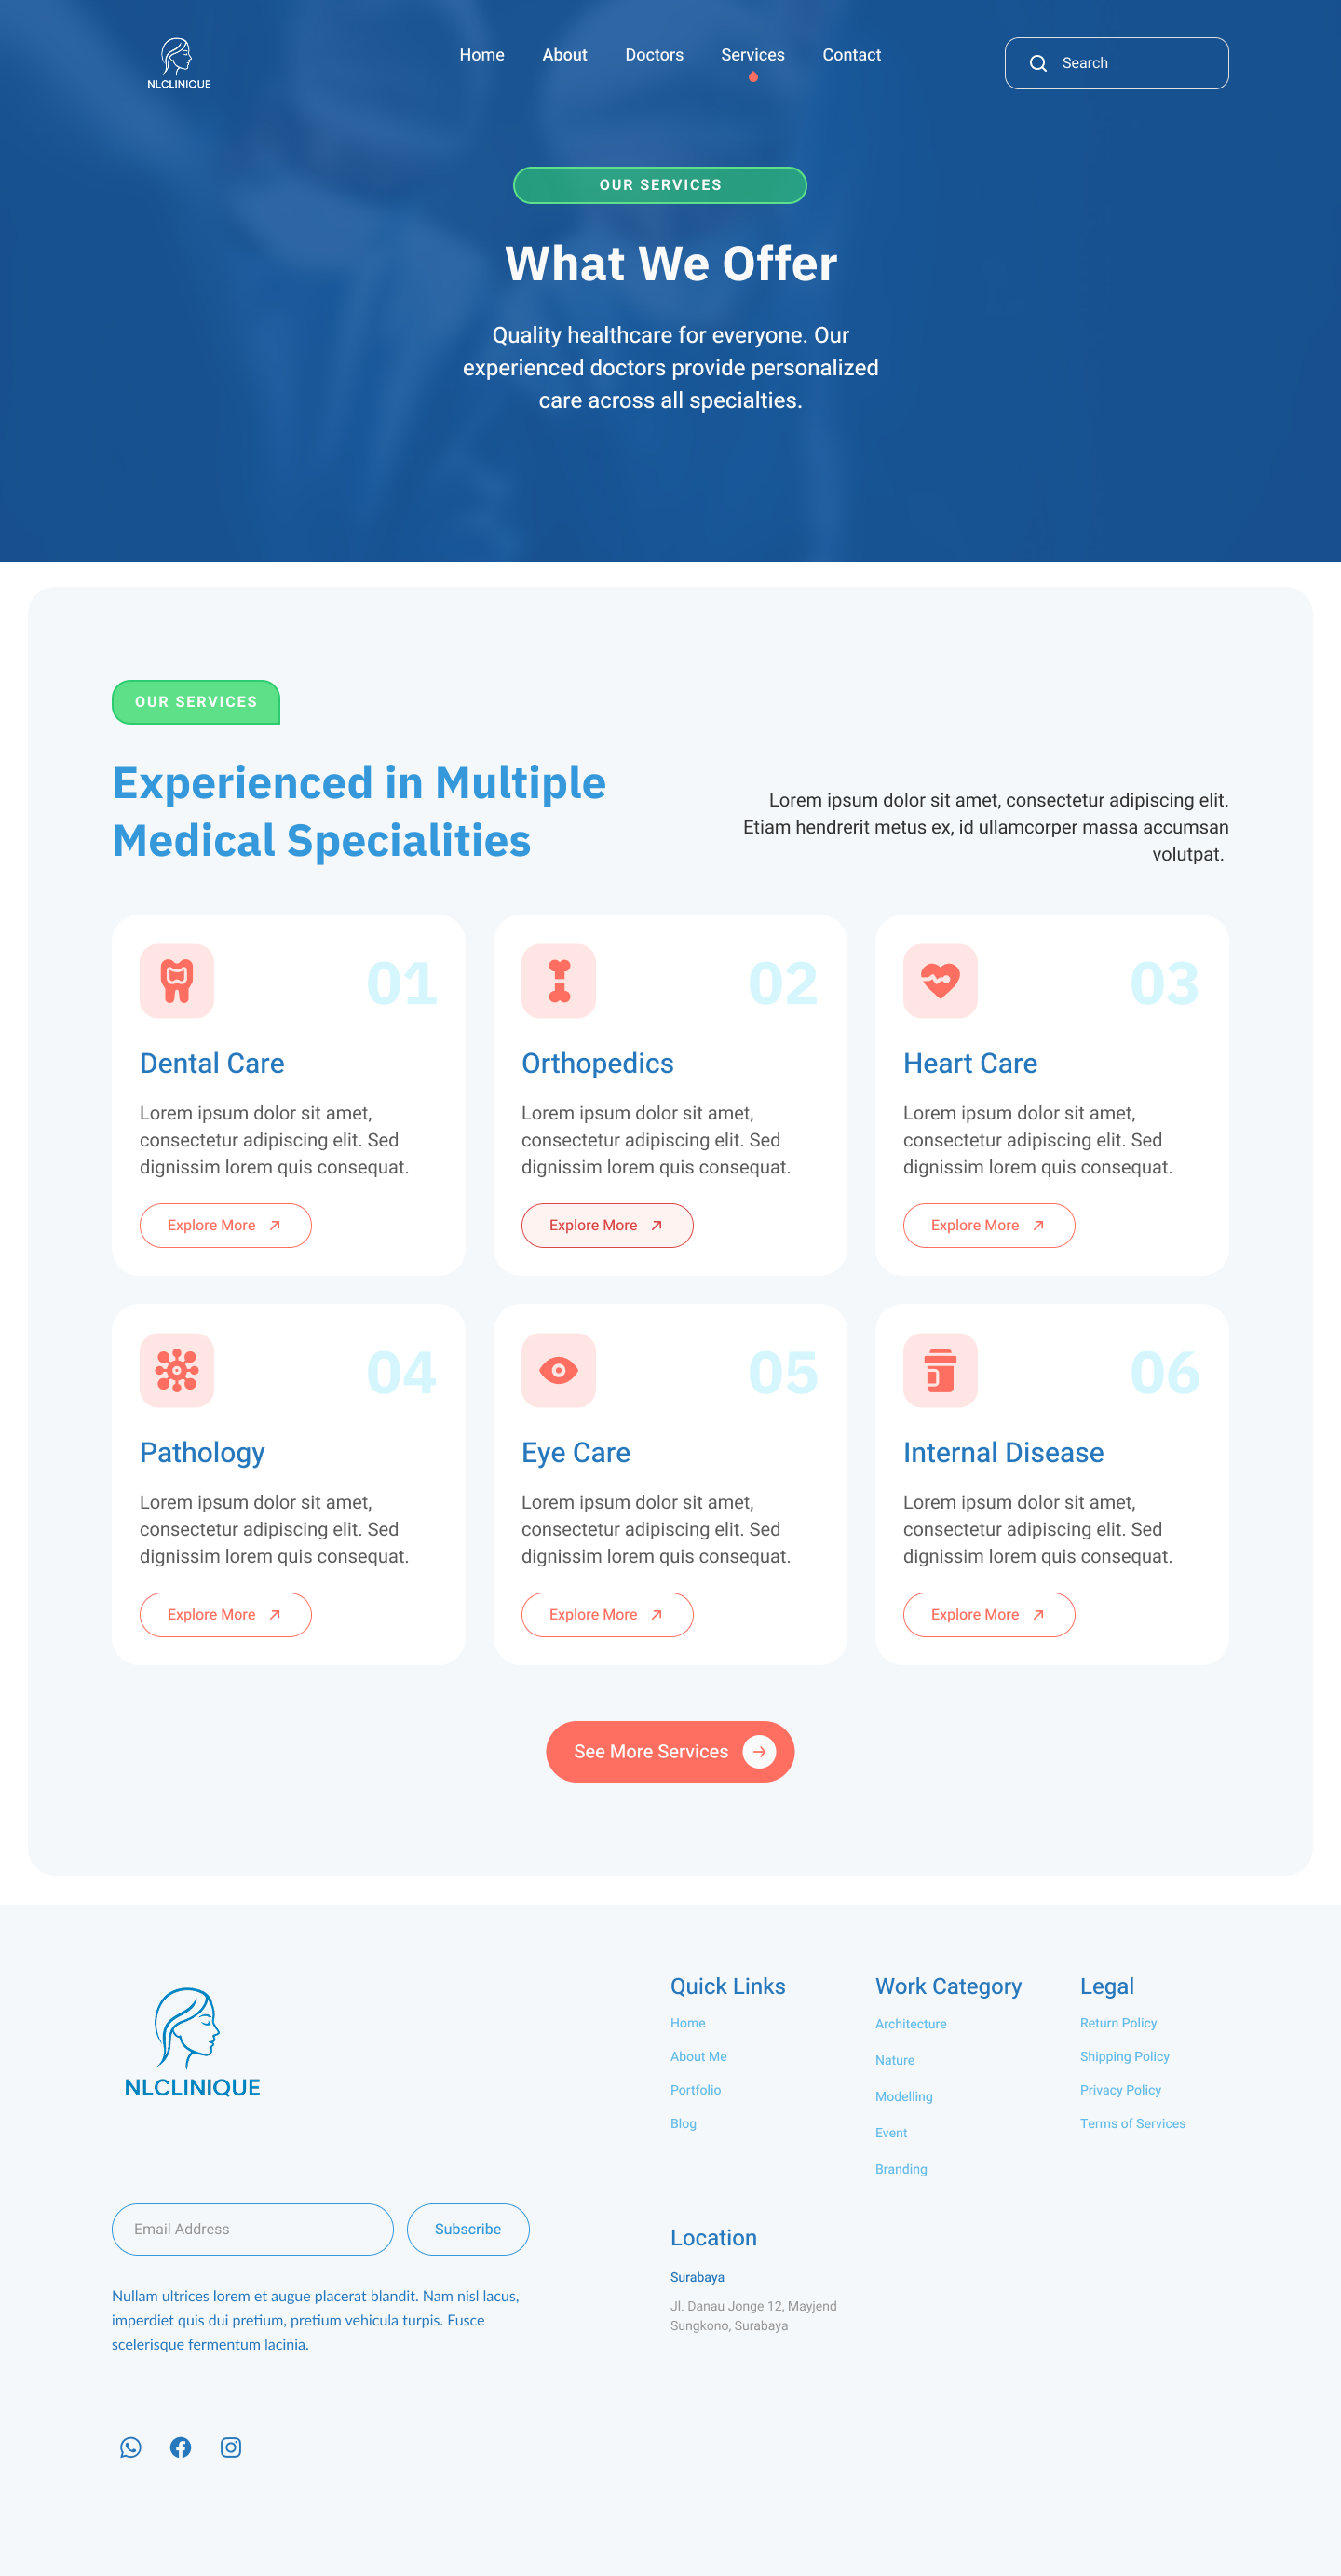 NLCLINIQUE
Home About Doctors Services Contact
Search
OUR SERVICES
What We Offer
Quality healthcare for everyone. Our
experienced doctors provide personalized
care across all specialties.
OUR SERVICES
Experienced in Multiple
Medical Specialities
Lorem ipsum dolor sit amet, consectetur adipiscing elit.
Etiam hendrerit metus ex, id ullamcorper massa accumsan
volutpat.
01
Dental Care
Lorem ipsum dolor sit amet,
consectetur adipiscing elit. Sed
dignissim lorem quis consequat.
Explore More
02
Orthopedics
Lorem ipsum dolor sit amet,
consectetur adipiscing elit. Sed
dignissim lorem quis consequat.
Explore More
03
Heart Care
Lorem ipsum dolor sit amet,
consectetur adipiscing elit. Sed
dignissim lorem quis consequat.
Explore More
04
Pathology
Lorem ipsum dolor sit amet,
consectetur adipiscing elit. Sed
dignissim lorem quis consequat.
Explore More
05
Eye Care
Lorem ipsum dolor sit amet,
consectetur adipiscing elit. Sed
dignissim lorem quis consequat.
Explore More
06
Internal Disease
Lorem ipsum dolor sit amet,
consectetur adipiscing elit. Sed
dignissim lorem quis consequat.
Explore More
See More Services
NLCLINIQUE
Email Address
Subscribe
Nullam ultrices lorem et augue placerat blandit. Nam nisl lacus,
imperdiet quis dui pretium, pretium vehicula turpis. Fusce
scelerisque fermentum lacinia.
Quick Links
Home
About Me
Portfolio
Blog
Work Category
Architecture
Nature
Modelling
Event
Branding
Legal
Return Policy
Shipping Policy
Privacy Policy
Terms of Services
Location
Surabaya
Jl. Danau Jonge 12, Mayjend
Sungkono, Surabaya